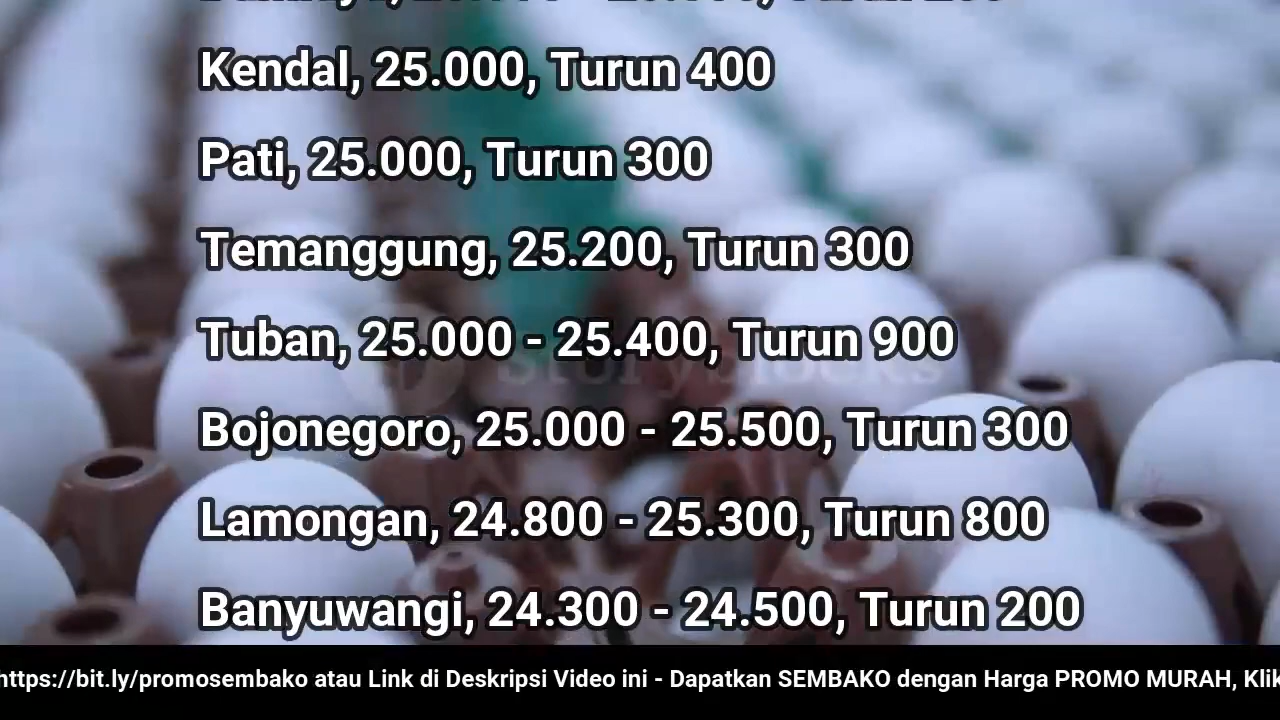 Kendal, 25.000, Turun 400
Pati, 25.000, Turun 300
Temanggung, 25.200, Turun 300
Tuban, 25.000 - 25.400, Turun 900
Storyblocks
Bojonegoro, 25.000 - 25.500, Turun 300
Lamongan, 24.800 - 25.300, Turun 800
Banyuwangi, 24.300 - 24.500, Turun 200
https://bit.ly/promosembako atau Link di Deskripsi Video ini - Dapatkan SEMBAKO dengan Harga PROMO MURAH, Klik